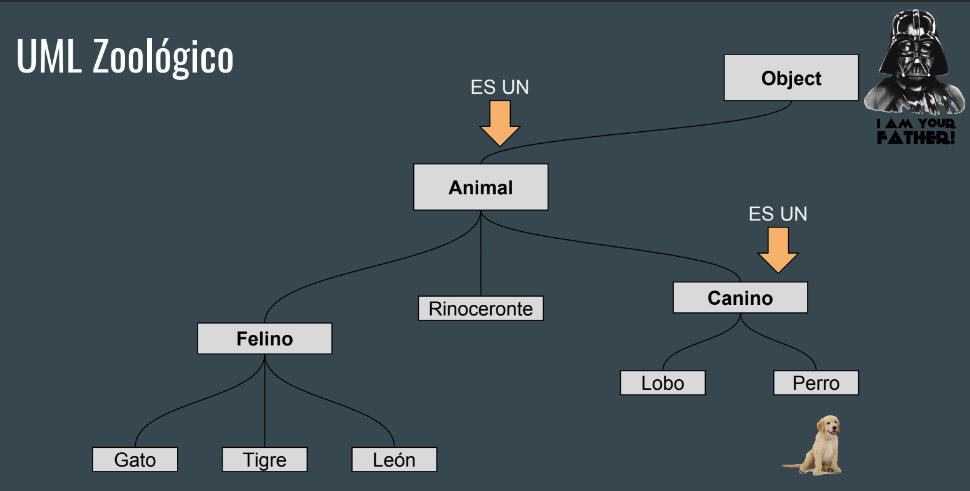 UML Zoológico
Object
I AM YOUR
FATHER!
ES UN
Animal
ES UN
Canino
Rinoceronte
Felino
Lobo
Perro
Gato
Tigre
León